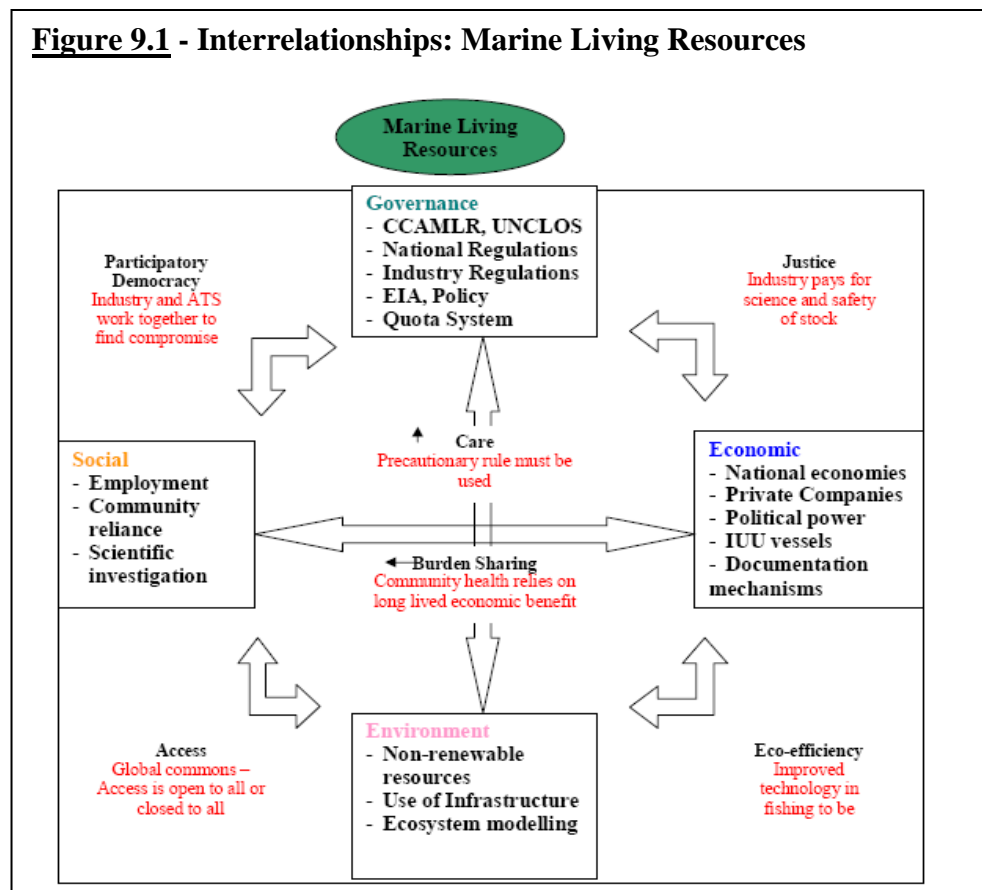 Figure 9.1 - Interrelationships: Marine Living Resources
Marine Living
Resources
Governance
- CCAMLR, UNCLOS
- National Regulations
- Industry Regulations
- EIA, Policy
- Quota System
Participatory
Democracy
Industry and ATS
work together to
find compromise
Justice
Industry pays for
science and safety
of stock
Social
- Employment
- Community
reliance
- Scientific
investigation
Care
Precautionary rule must be
used
Burden Sharing
Community health relies on
long lived economic benefit
Economic
- National economies
- Private Companies
- Political power
- IUU vessels
- Documentation
mechanisms
Access
Global commons –
Access is open to all or
closed to all
Environment
- Non-renewable
resources
- Use of Infrastructure
- Ecosystem modelling
Eco-efficiency
Improved
technology in
fishing to be